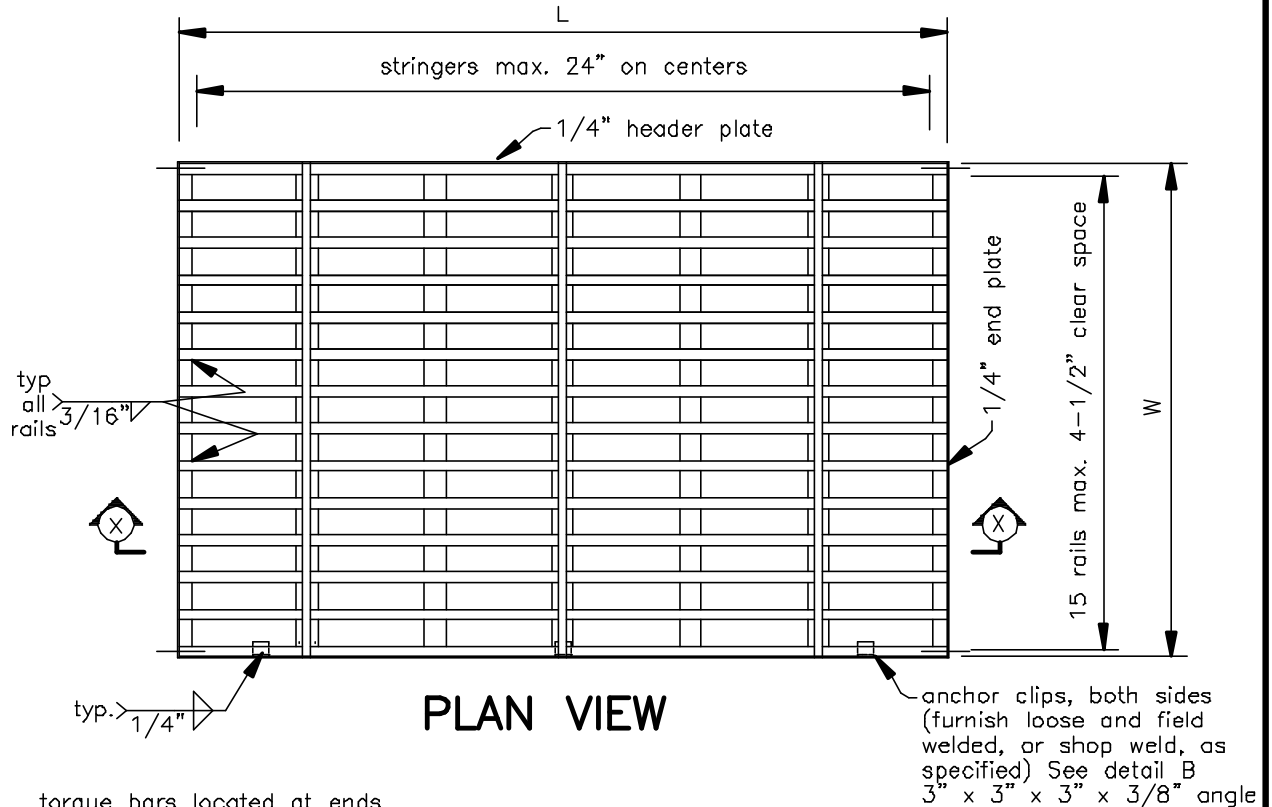 L
stringers max. 24" on centers
1/4" header plate
1/4" end plate
15 rails max. 4-1/2" clear space
W
typ
all
rails
3/16"
X
X
typ.
1/4"
PLAN VIEW
anchor clips, both sides
(furnish loose and field
welded, or shop weld, as
specified) See detail B
3" x 3" x 3" x 3/8" angle
torque bars located at ends